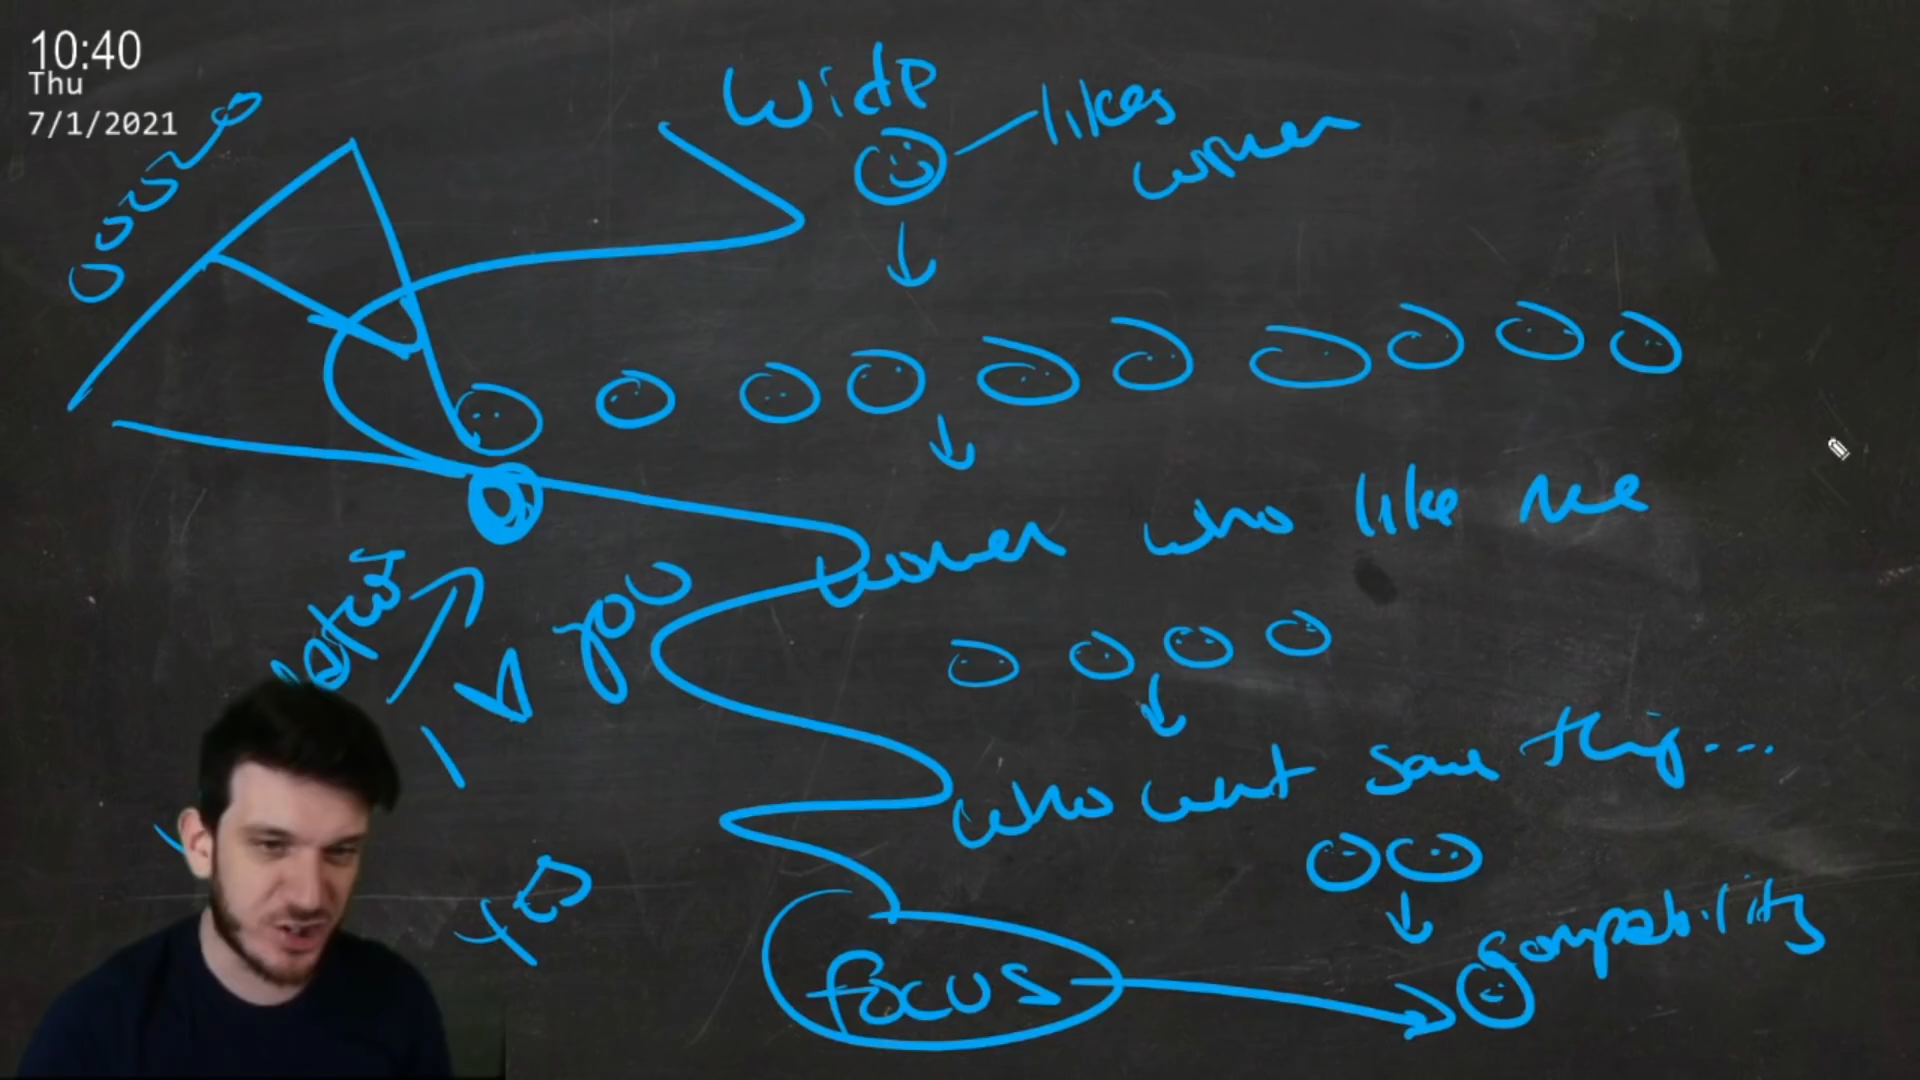 10:40
Thu
7/1/2021
Wide
likes
women
women who like me
you
who want same thing...
compability
focus